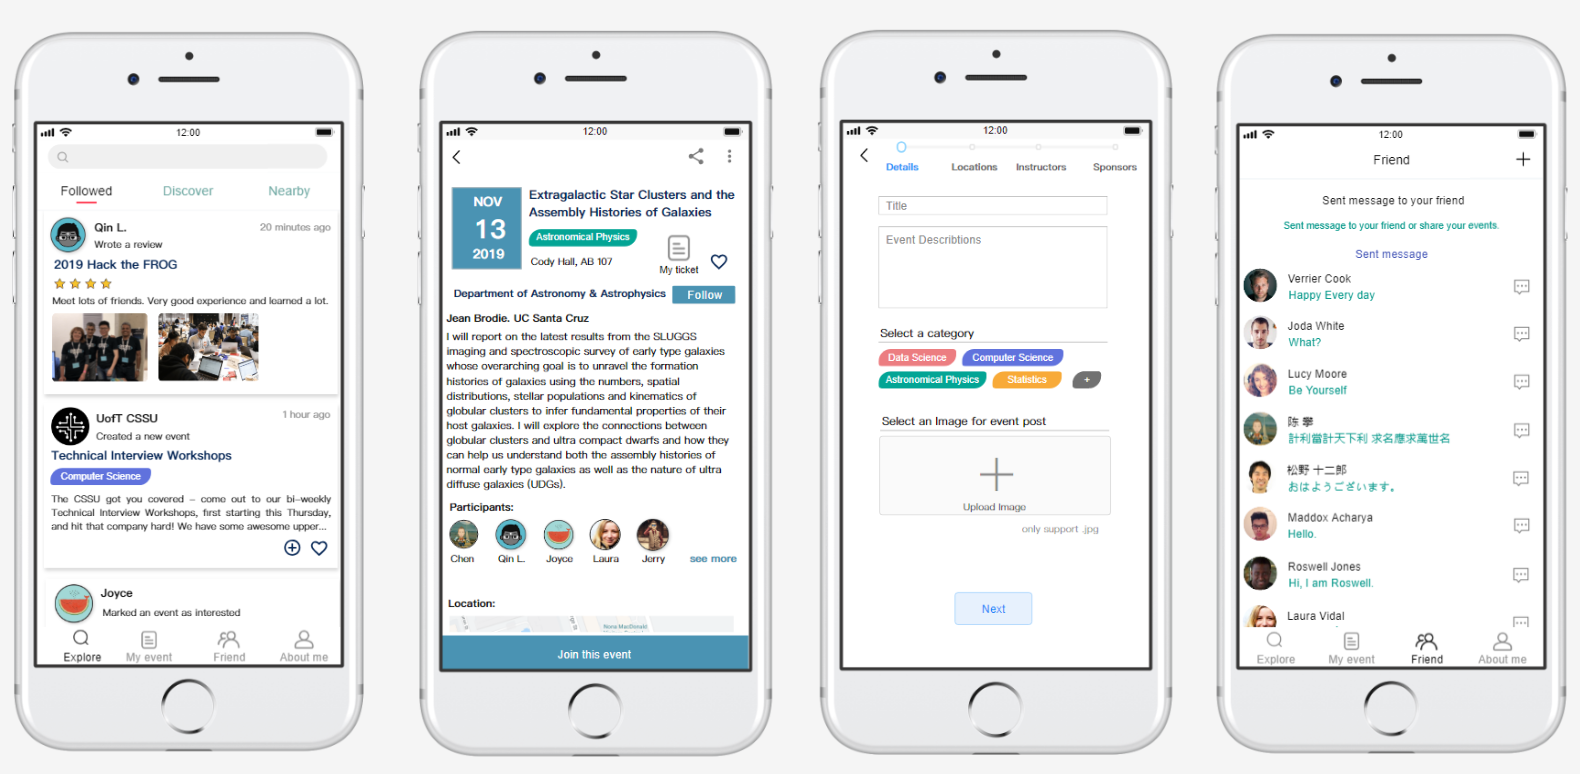 12:00
Followed
Discover
Nearby
Qin L.
20 minutes ago
Wrote a review
2019 Hack the FROG
Meet lots of friends. Very good experience and learned a lot.
UofT CSSU
1 hour ago
Created a new event
Technical Interview Workshops
Computer Science
The CSSU got you covered – come out to our bi-weekly
Technical Interview Workshops, first starting this Thursday,
and hit that company hard! We have some awesome upper...
Joyce
Marked an event as interested
Explore
My event
Friend
About me
12:00
NOV
13
2019
Extragalactic Star Clusters and the
Assembly Histories of Galaxies
Astronomical Physics
Cody Hall, AB 107
My ticket
Department of Astronomy & Astrophysics
Follow
Jean Brodie. UC Santa Cruz
I will report on the latest results from the SLUGGS
imaging and spectroscopic survey of early type galaxies
whose overarching goal is to unravel the formation
histories of galaxies using the numbers, spatial
distributions, stellar populations and kinematics of
globular clusters to infer fundamental properties of their
host galaxies. I will explore the connections between
globular clusters and ultra compact dwarfs and how they
can help us understand both the assembly histories of
normal early type galaxies as well as the nature of ultra
diffuse galaxies (UDGs).
Participants:
Chen
Qin L.
Joyce
Laura
Jerry
see more
Location:
Nona MacDonald
Join this event
12:00
Details
Locations
Instructors
Sponsors
Title
Event Describtions
Select a category
Data Science
Computer Science
Astronomical Physics
Statistics
+
Select an Image for event post
Upload Image
only support .jpg
Next
12:00
Friend
Sent message to your friend
Sent message to your friend or share your events.
Sent message
Verrier Cook
Happy Every day
Joda White
What?
Lucy Moore
Be Yourself
陈 攀
計利當計天下利 求名應求萬世名
松野 十二郎
おはようございます。
Maddox Acharya
Hello.
Roswell Jones
Hi, I am Roswell.
Laura Vidal
Explore
My event
Friend
About me